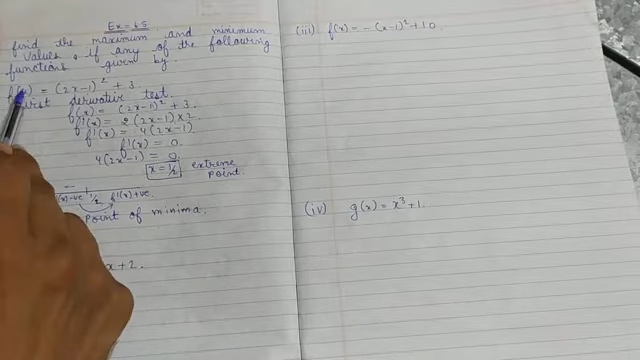 Ex = 6.5
find the maximum and minimum
values, if any of the following
functions given by
f(x) = (2x-1)² + 3
first derivative test.
f(x) = (2x-1)² + 3.
f'(x) = 2(2x-1)×2
f'(x) = 4(2x-1)
f'(x) = 0
4(2x-1) = 0
x = 1/2 extreme point.
-ve 1/2 f'(x)+ve.
point of minima.
x+2.
(iii) f(x) = -(x-1)² + 10
(iv) g(x) = x³+1.